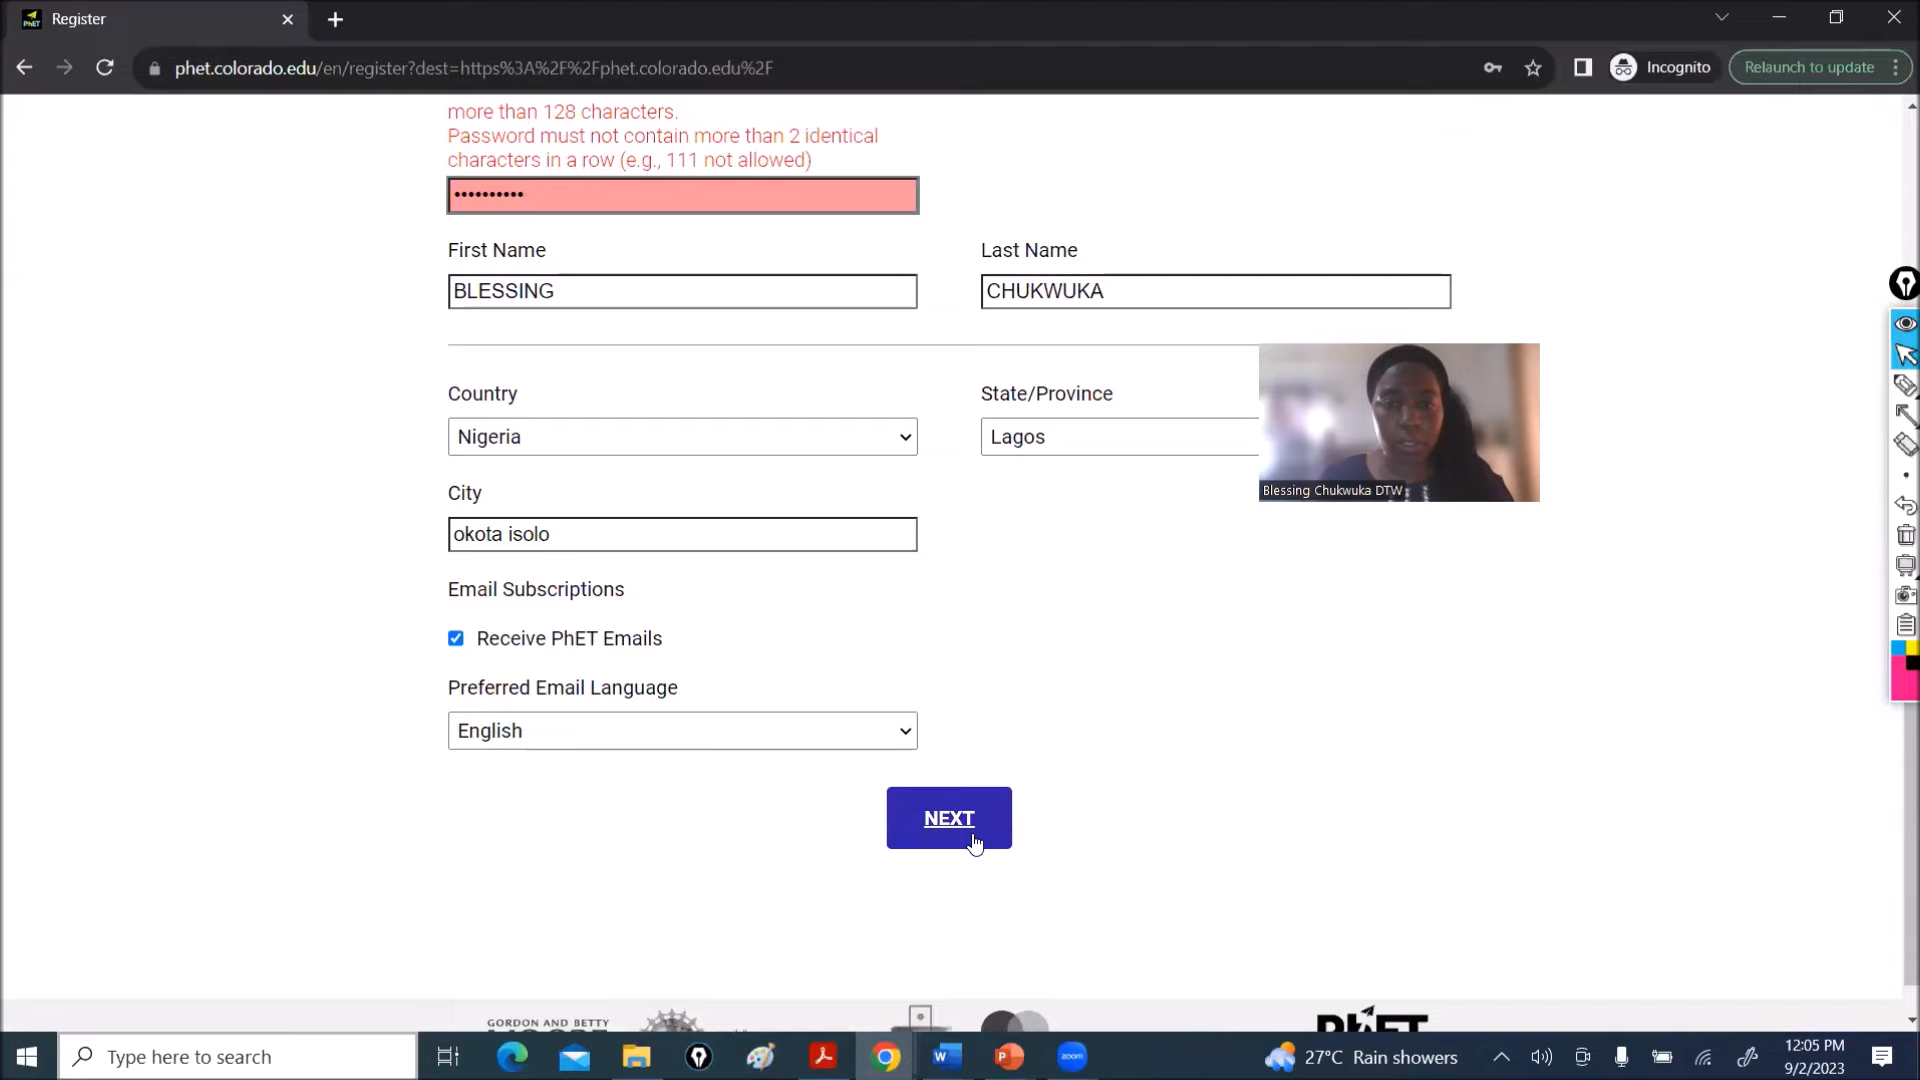 Register
phet.colorado.edu/en/register?dest=https%3A%2F%2Fphet.colorado.edu%2F
Incognito
Relaunch to update
more than 128 characters.
Password must not contain more than 2 identical
characters in a row (e.g., 111 not allowed)
••••••••••
First Name
Last Name
BLESSING
CHUKWUKA
Country
State/Province
Nigeria
Lagos
Blessing Chukwuka DTW
City
okota isolo
Email Subscriptions
Receive PhET Emails
Preferred Email Language
English
NEXT
GORDON AND BETTY
PhET
Type here to search
zoom
27°C Rain showers
12:05 PM
9/2/2023